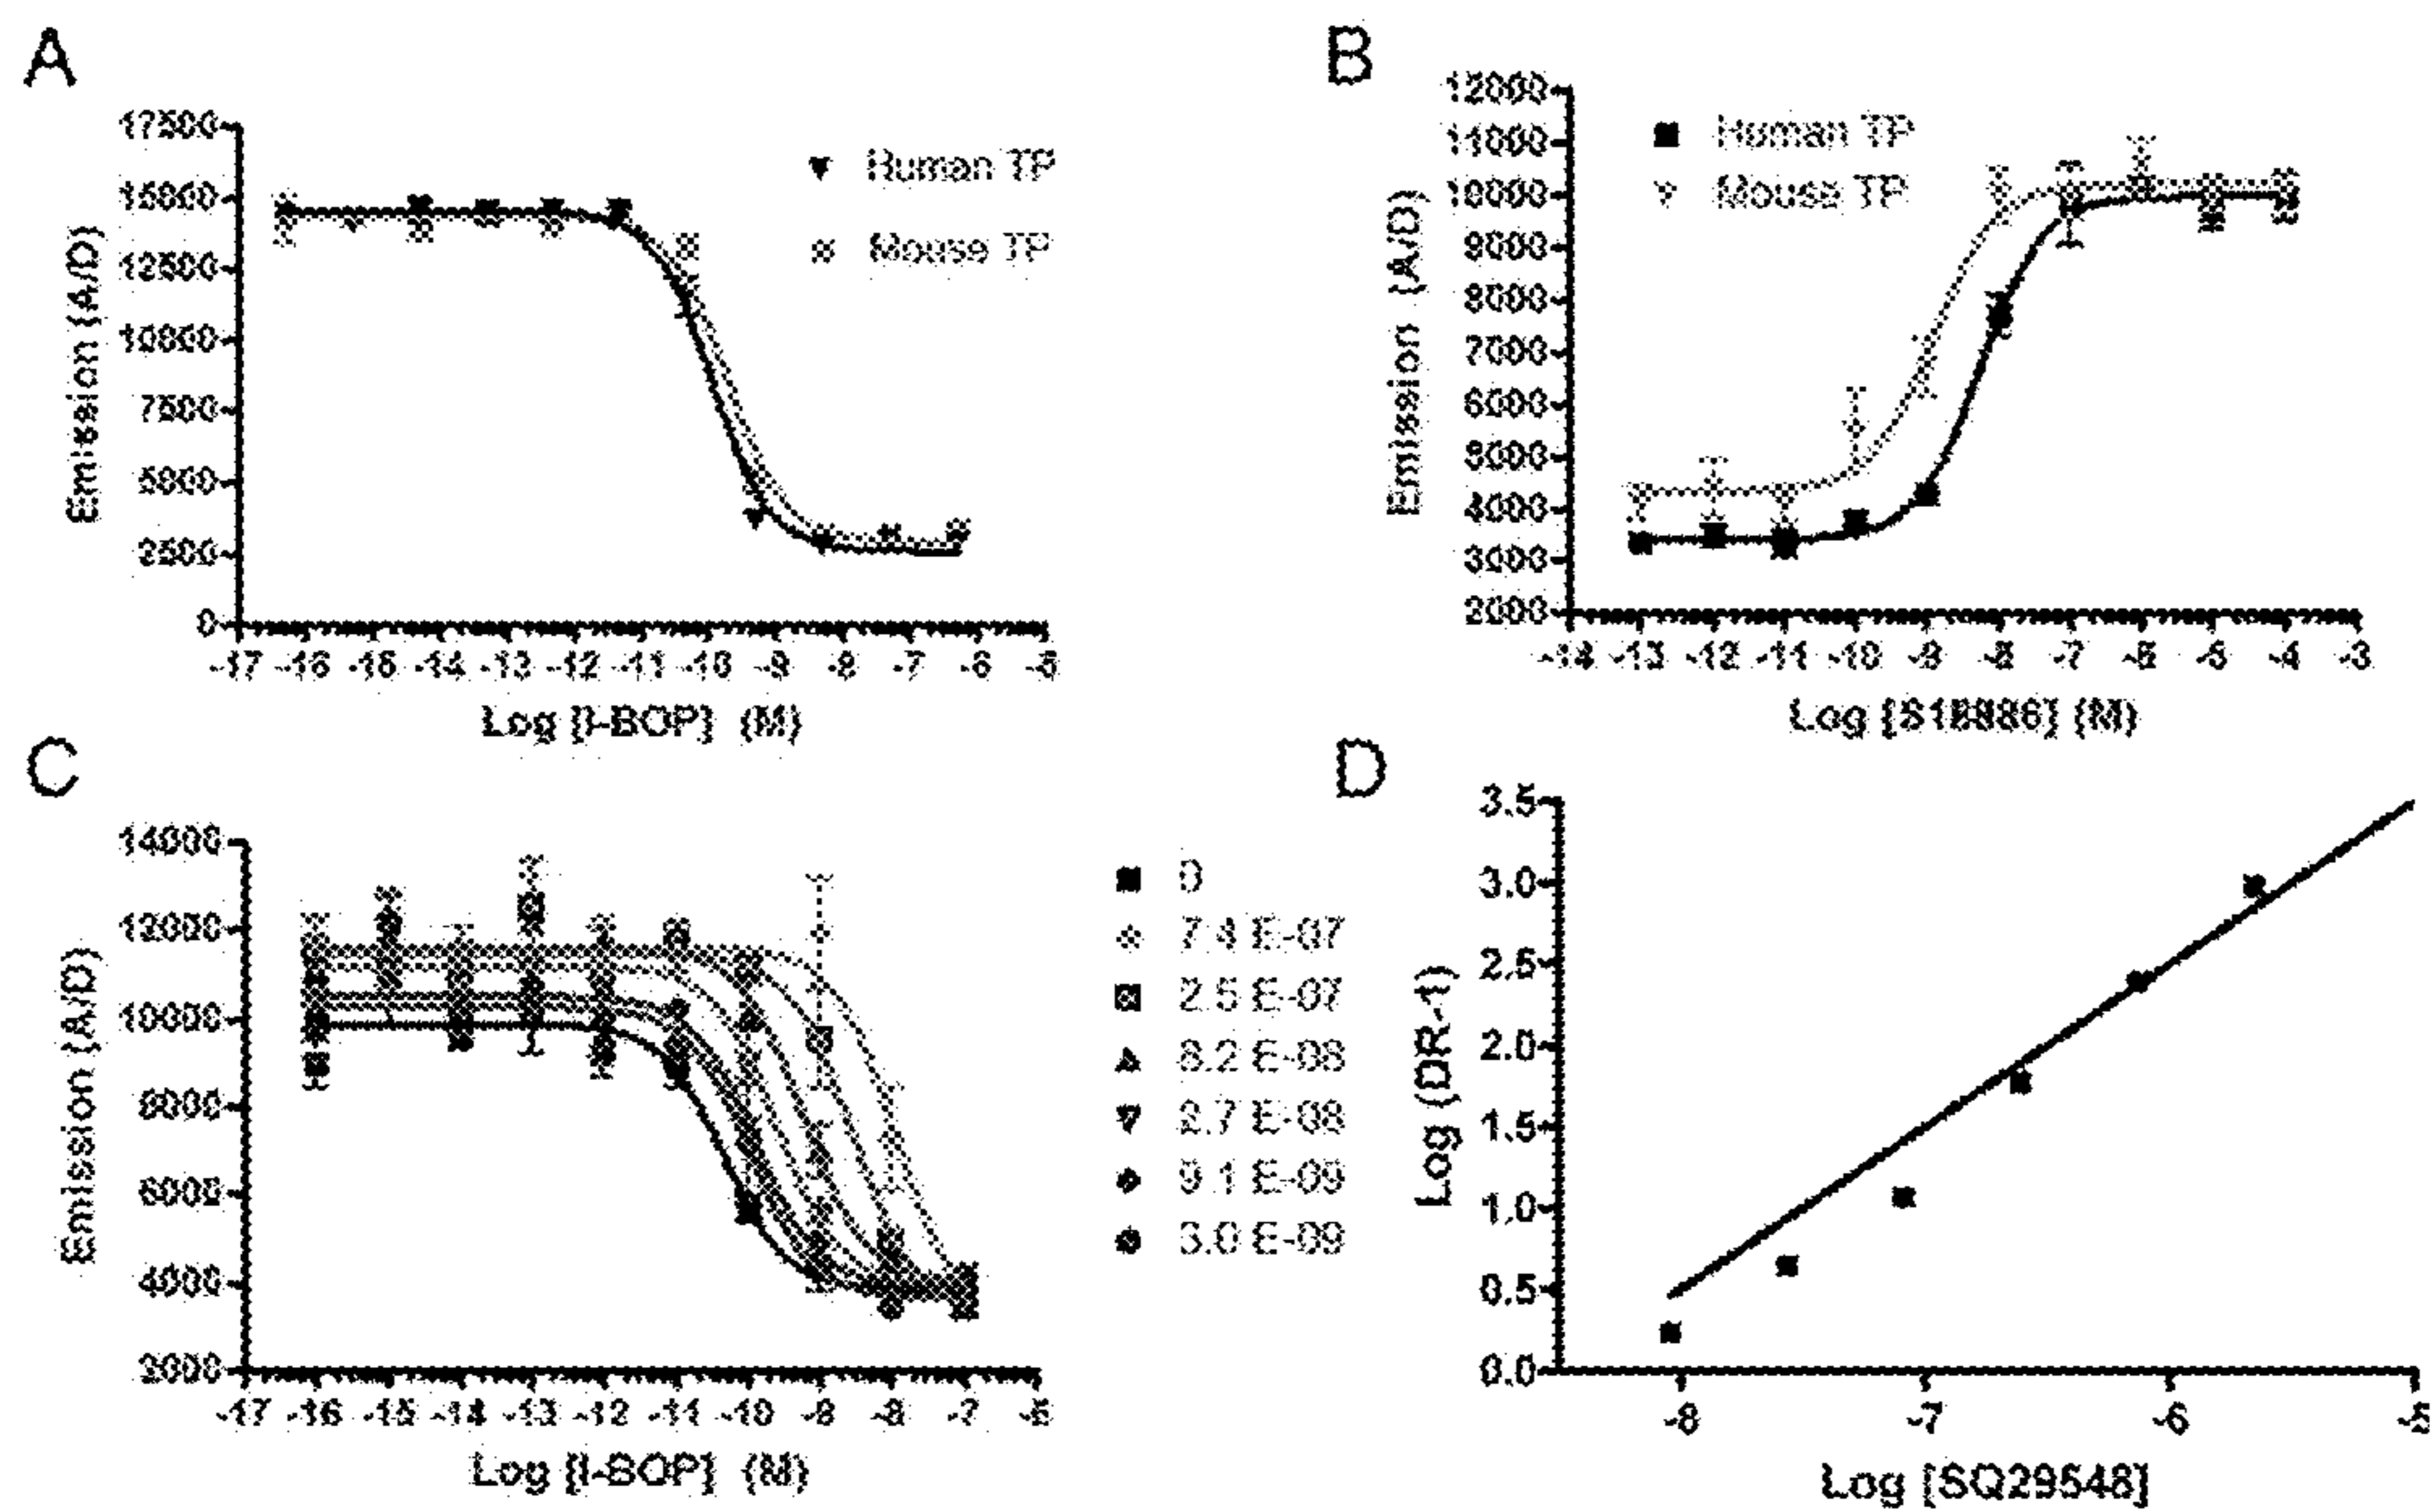 A
17500
15000
12500
10000
7500
5000
2500
0
Emission (A/D)
Human TP
Mouse TP
-17 -16 -15 -14 -13 -12 -11 -10 -9 -8 -7 -6 -5
Log [I-BOP] (M)
B
12000
11000
10000
9000
8000
7000
6000
5000
4000
3000
2000
Emission (A/D)
Human TP
Mouse TP
-14 -13 -12 -11 -10 -9 -8 -7 -6 -5 -4 -3
Log [S18886] (M)
C
14000
12000
10000
8000
6000
4000
2000
Emission (A/D)
0
7.4 E-07
2.5 E-07
8.2 E-08
2.7 E-08
9.1 E-09
3.0 E-09
-17 -16 -15 -14 -13 -12 -11 -10 -9 -8 -7 -6
Log [I-BOP] (M)
D
3.5
3.0
2.5
2.0
1.5
1.0
0.5
0.0
Log (DR-1)
-8 -7 -6 -5
Log [SQ29548]